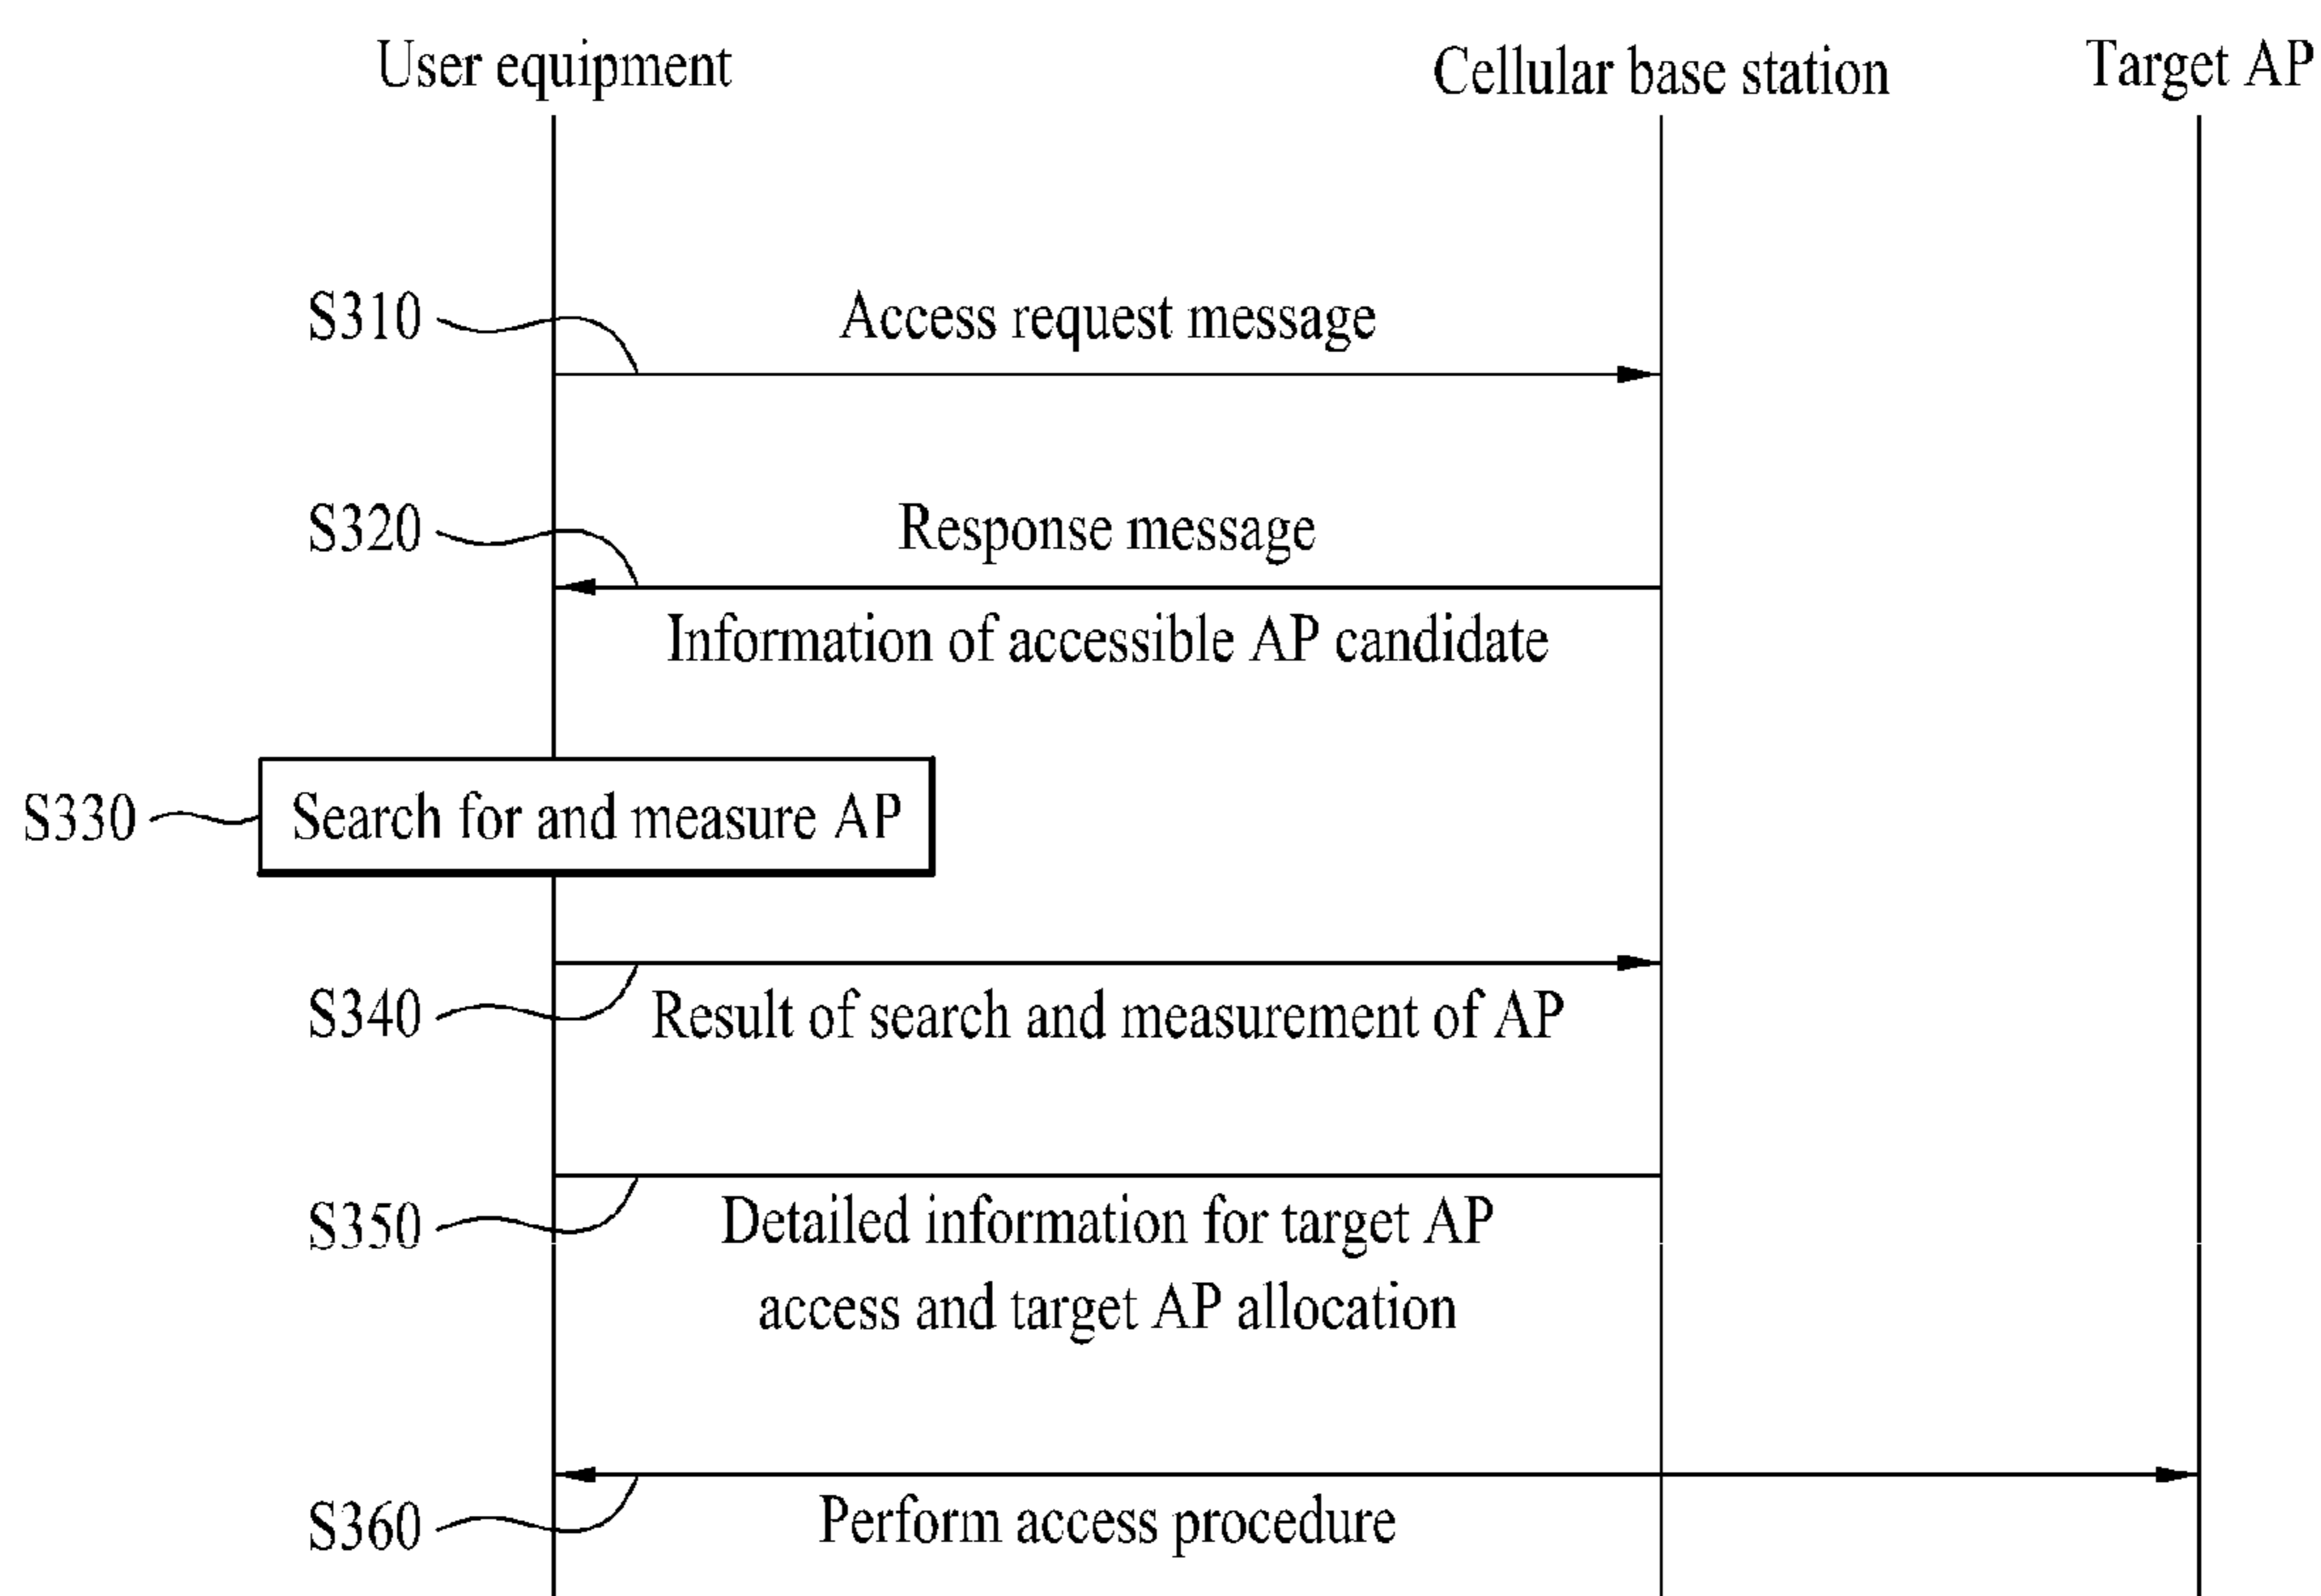 User equipment
Cellular base station
Target AP
S310
Access request message
S320
Response message
Information of accessible AP candidate
S330
Search for and measure AP
S340
Result of search and measurement of AP
S350
Detailed information for target AP
access and target AP allocation
S360
Perform access procedure